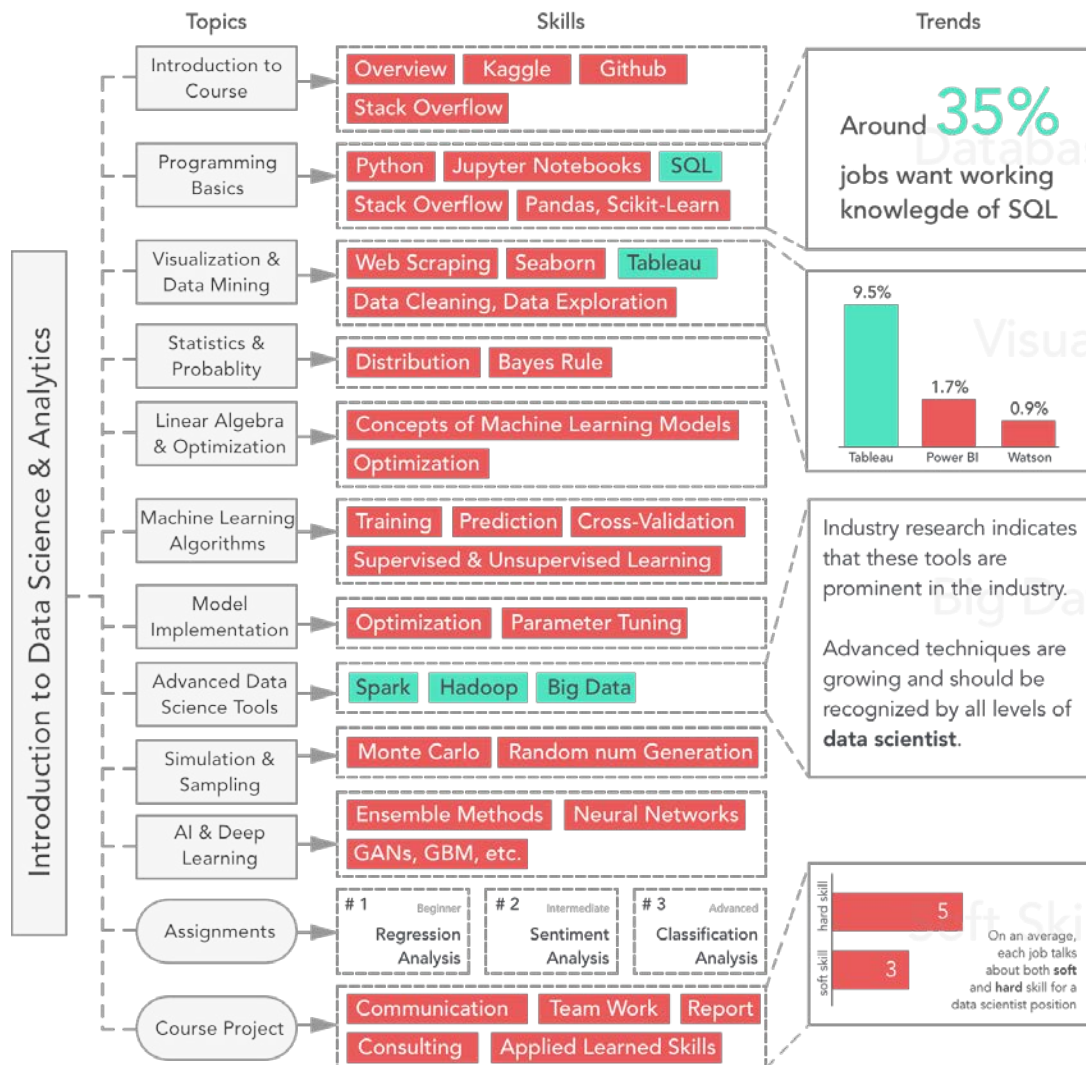 Topics
Skills
Trends
Introduction to Data Science & Analytics
Introduction to
Course
Overview
Kaggle
Github
Stack Overflow
Programming
Basics
Python
Jupyter Notebooks
SQL
Stack Overflow
Pandas, Scikit-Learn
Around 35%
jobs want working
knowlegde of SQL
Databas
Visualization &
Data Mining
Web Scraping
Seaborn
Tableau
Data Cleaning, Data Exploration
Visua
9.5%
1.7%
0.9%
Tableau
Power BI
Watson
Statistics &
Probablity
Distribution
Bayes Rule
Linear Algebra
& Optimization
Concepts of Machine Learning Models
Optimization
Machine Learning
Algorithms
Training
Prediction
Cross-Validation
Supervised & Unsupervised Learning
Model
Implementation
Optimization
Parameter Tuning
Advanced Data
Science Tools
Spark
Hadoop
Big Data
Industry research indicates
that these tools are
prominent in the industry.
Big Da
Advanced techniques are
growing and should be
recognized by all levels of
data scientist.
Simulation &
Sampling
Monte Carlo
Random num Generation
AI & Deep
Learning
Ensemble Methods
Neural Networks
GANs, GBM, etc.
Assignments
# 1
Beginner
Regression
Analysis
# 2
Intermediate
Sentiment
Analysis
# 3
Advanced
Classification
Analysis
Course Project
Communication
Team Work
Report
Consulting
Applied Learned Skills
hard skill
5
soft skill
3
Soft Ski
On an average,
each job talks
about both soft
and hard skill for a
data scientist position